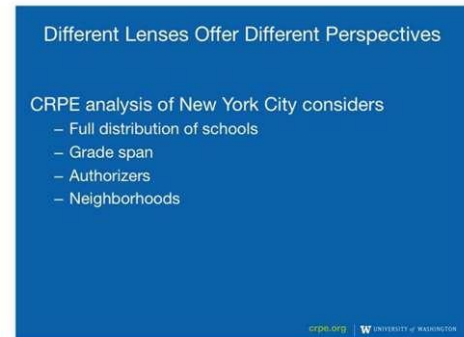 Different Lenses Offer Different Perspectives
CRPE analysis of New York City considers
– Full distribution of schools
– Grade span
– Authorizers
– Neighborhoods
crpe.org | W UNIVERSITY of WASHINGTON